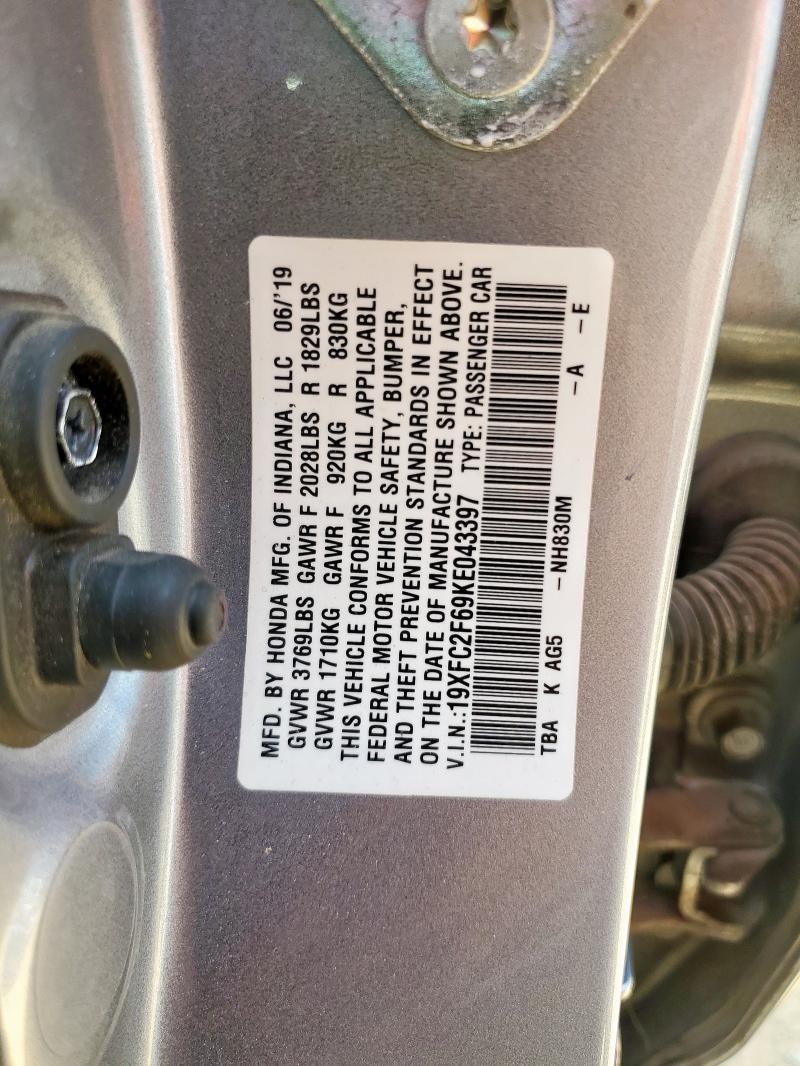 MFD. BY HONDA MFG. OF INDIANA, LLC 06/'19
GVWR 3769LBS GAWR F 2028LBS R 1829LBS
GVWR 1710KG GAWR F 920KG R 830KG
THIS VEHICLE CONFORMS TO ALL APPLICABLE
FEDERAL MOTOR VEHICLE SAFETY, BUMPER,
AND THEFT PREVENTION STANDARDS IN EFFECT
ON THE DATE OF MANUFACTURE SHOWN ABOVE.
V.I.N.:19XFC2F69KE043397 TYPE: PASSENGER CAR
TBA K AG5 -NH830M -A -E